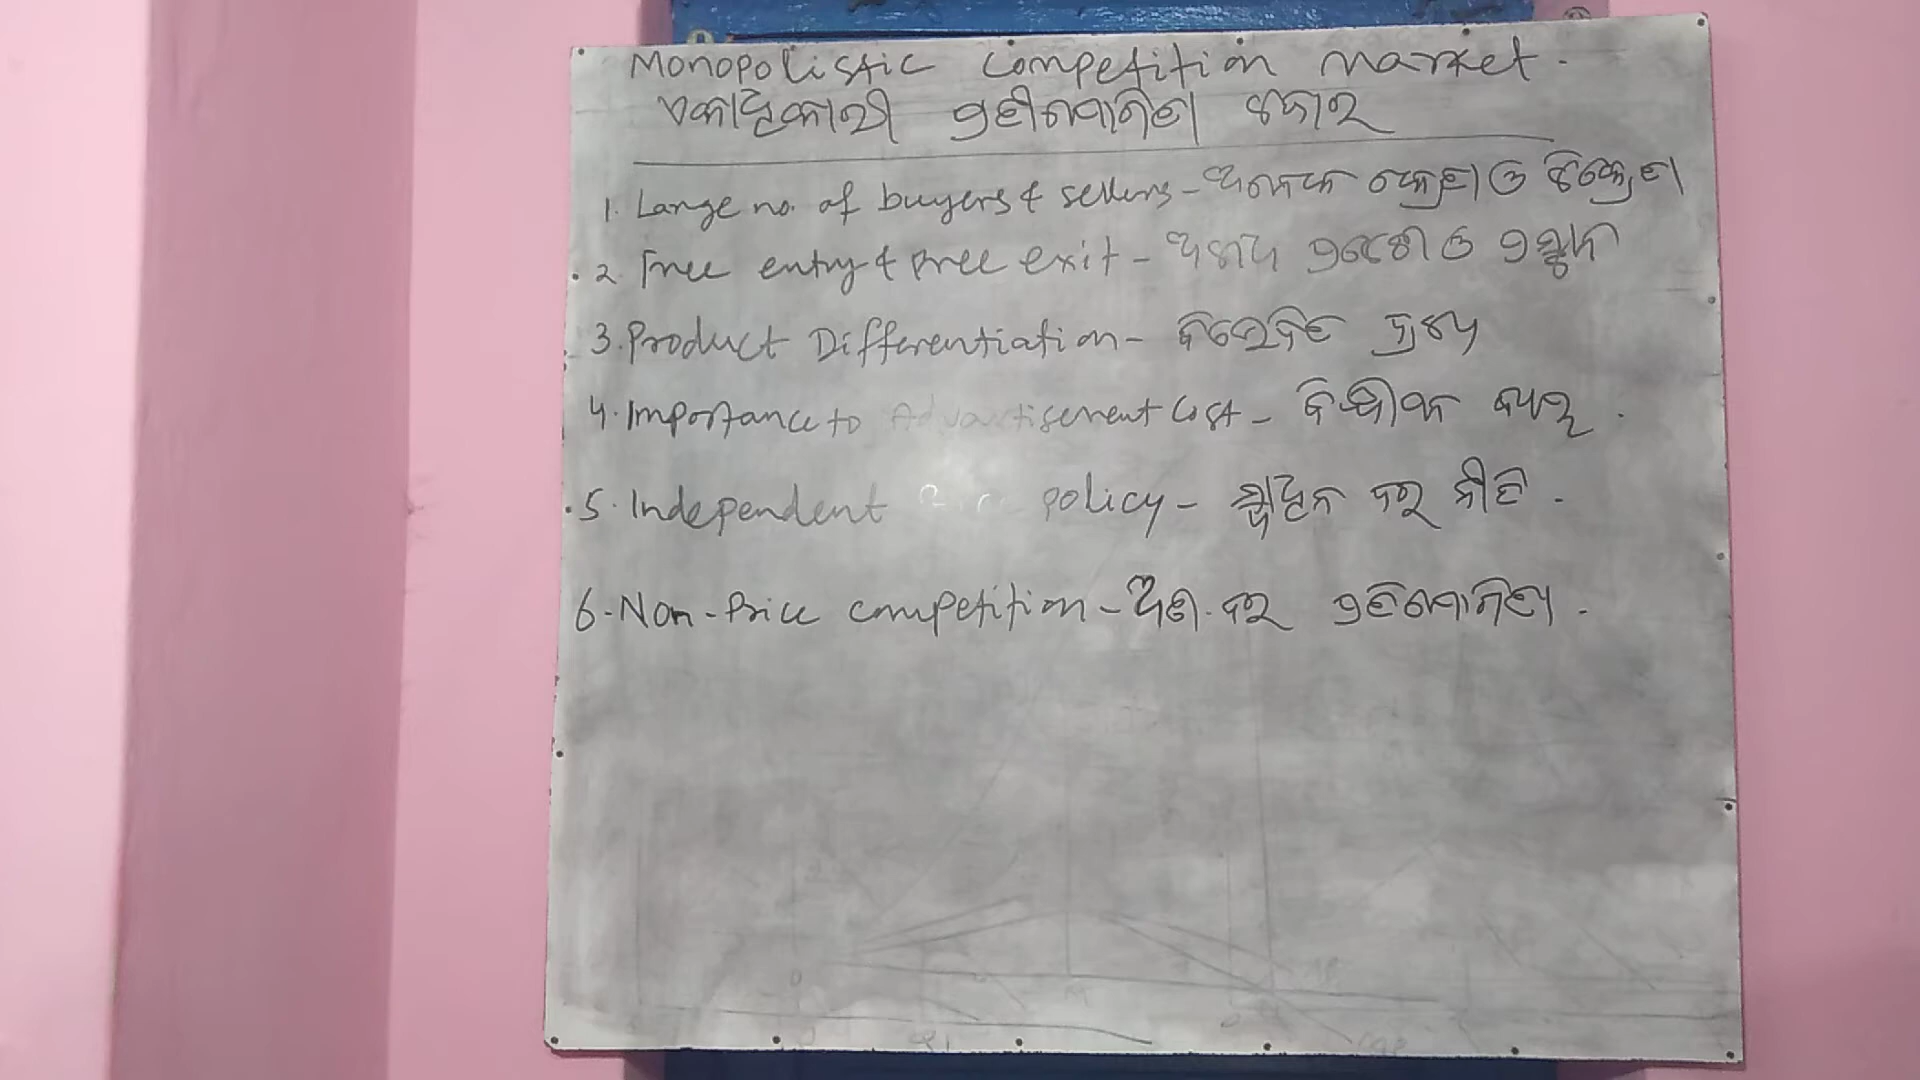 Monopolistic Competition Market.
ଏକାଧିକାରୀ ପ୍ରତିଯୋଗିତା ବଜାର
1. Large no. of buyers & sellers - ଅନେକ କ୍ରେତା ଓ ବିକ୍ରେତା
2. Free entry & free exit - ଅବାଧ ପ୍ରବେଶ ଓ ପ୍ରସ୍ଥାନ
3. Product Differentiation - ବିଭେଦିତ ଦ୍ରବ୍ୟ
4. Importance to Advertisement Cost - ବିଜ୍ଞାପନ ବ୍ୟୟ.
5. Independent policy - ସ୍ୱାଧୀନ ଦର ନୀତି.
6. Non-Price competition - ଅଣ-ଦର ପ୍ରତିଯୋଗିତା.